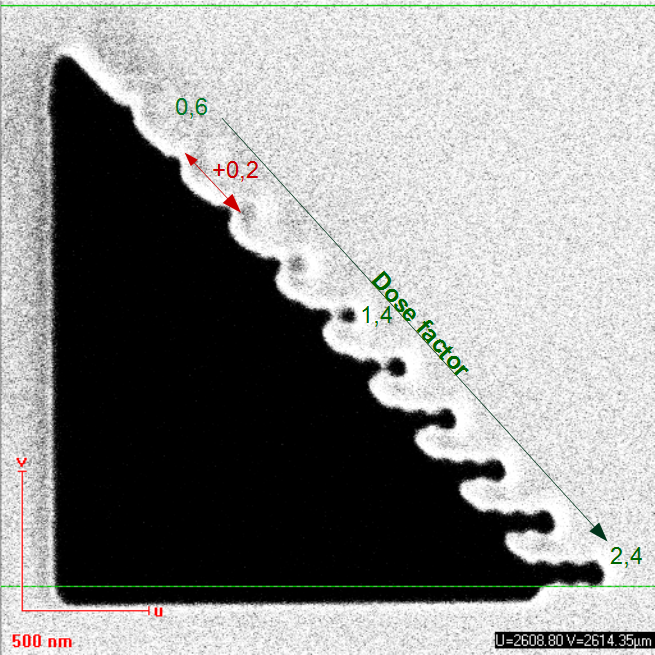 0,6
+0,2
Dose factor
1,4
2,4
v
u
500 nm
U=2608.80 V=2614.35µm